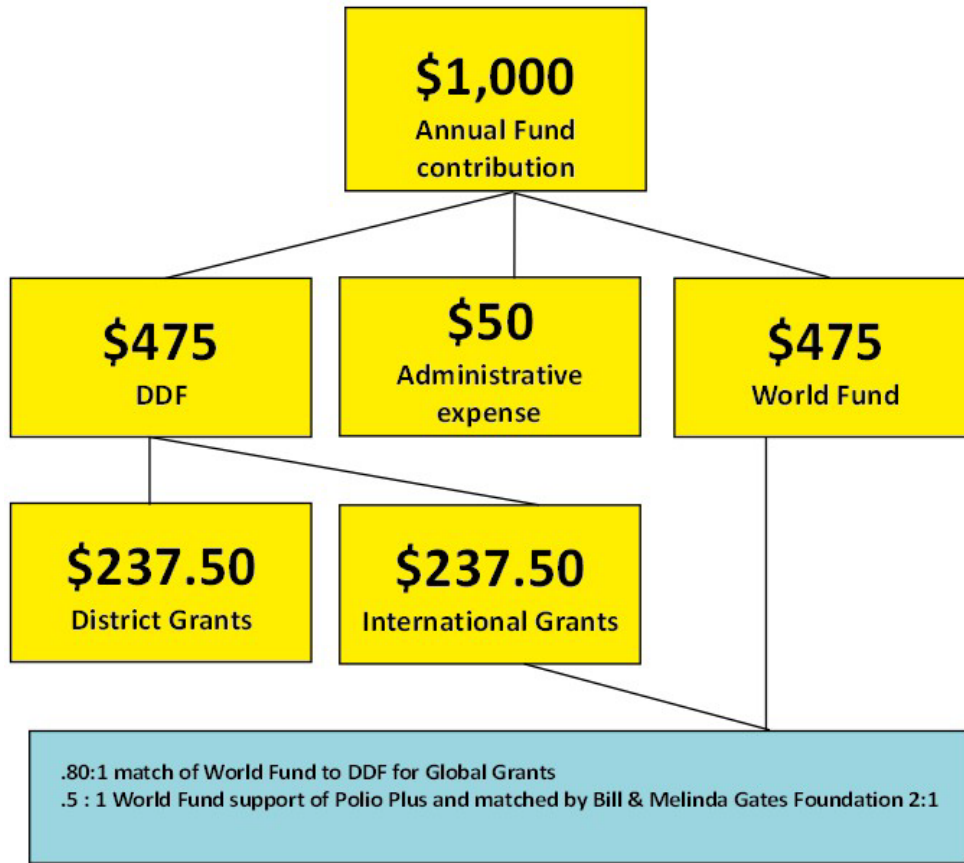 $1,000
Annual Fund
contribution
$475
DDF
$50
Administrative
expense
$475
World Fund
$237.50
District Grants
$237.50
International Grants
.80:1 match of World Fund to DDF for Global Grants
.5 : 1 World Fund support of Polio Plus and matched by Bill & Melinda Gates Foundation 2:1